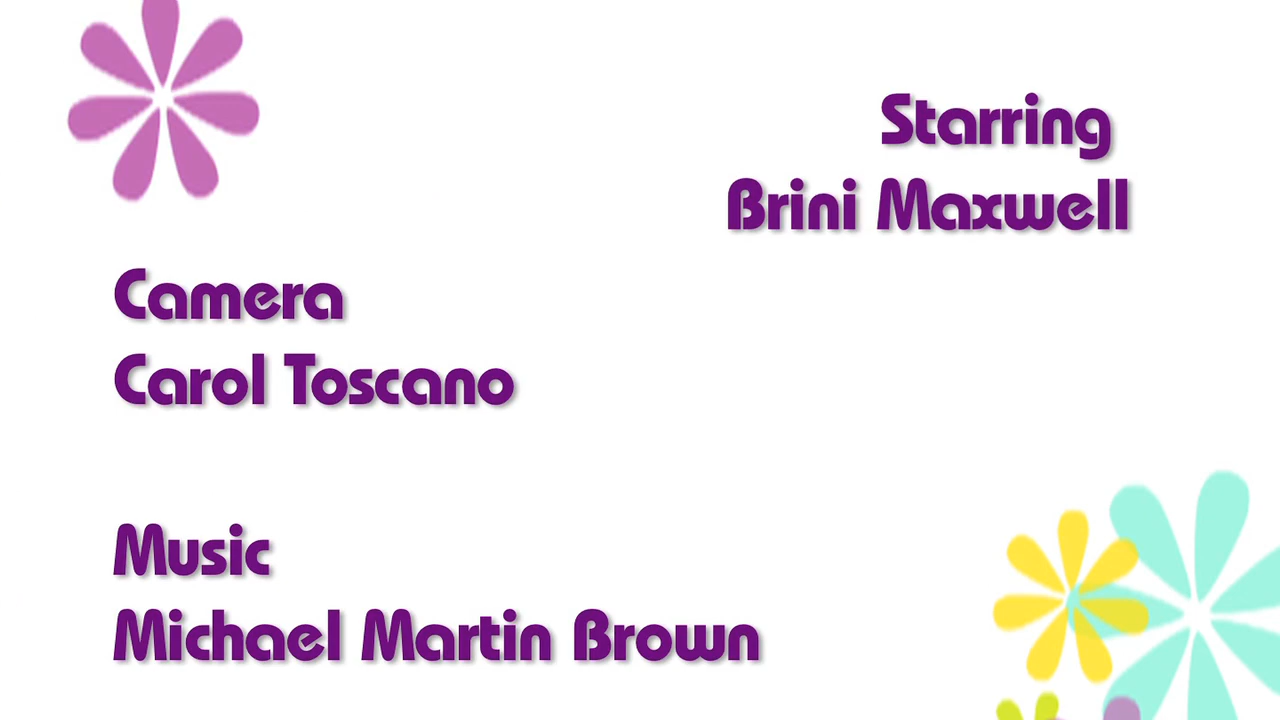 Starring
Brini Maxwell
Camera
Carol Toscano
Music
Michael Martin Brown